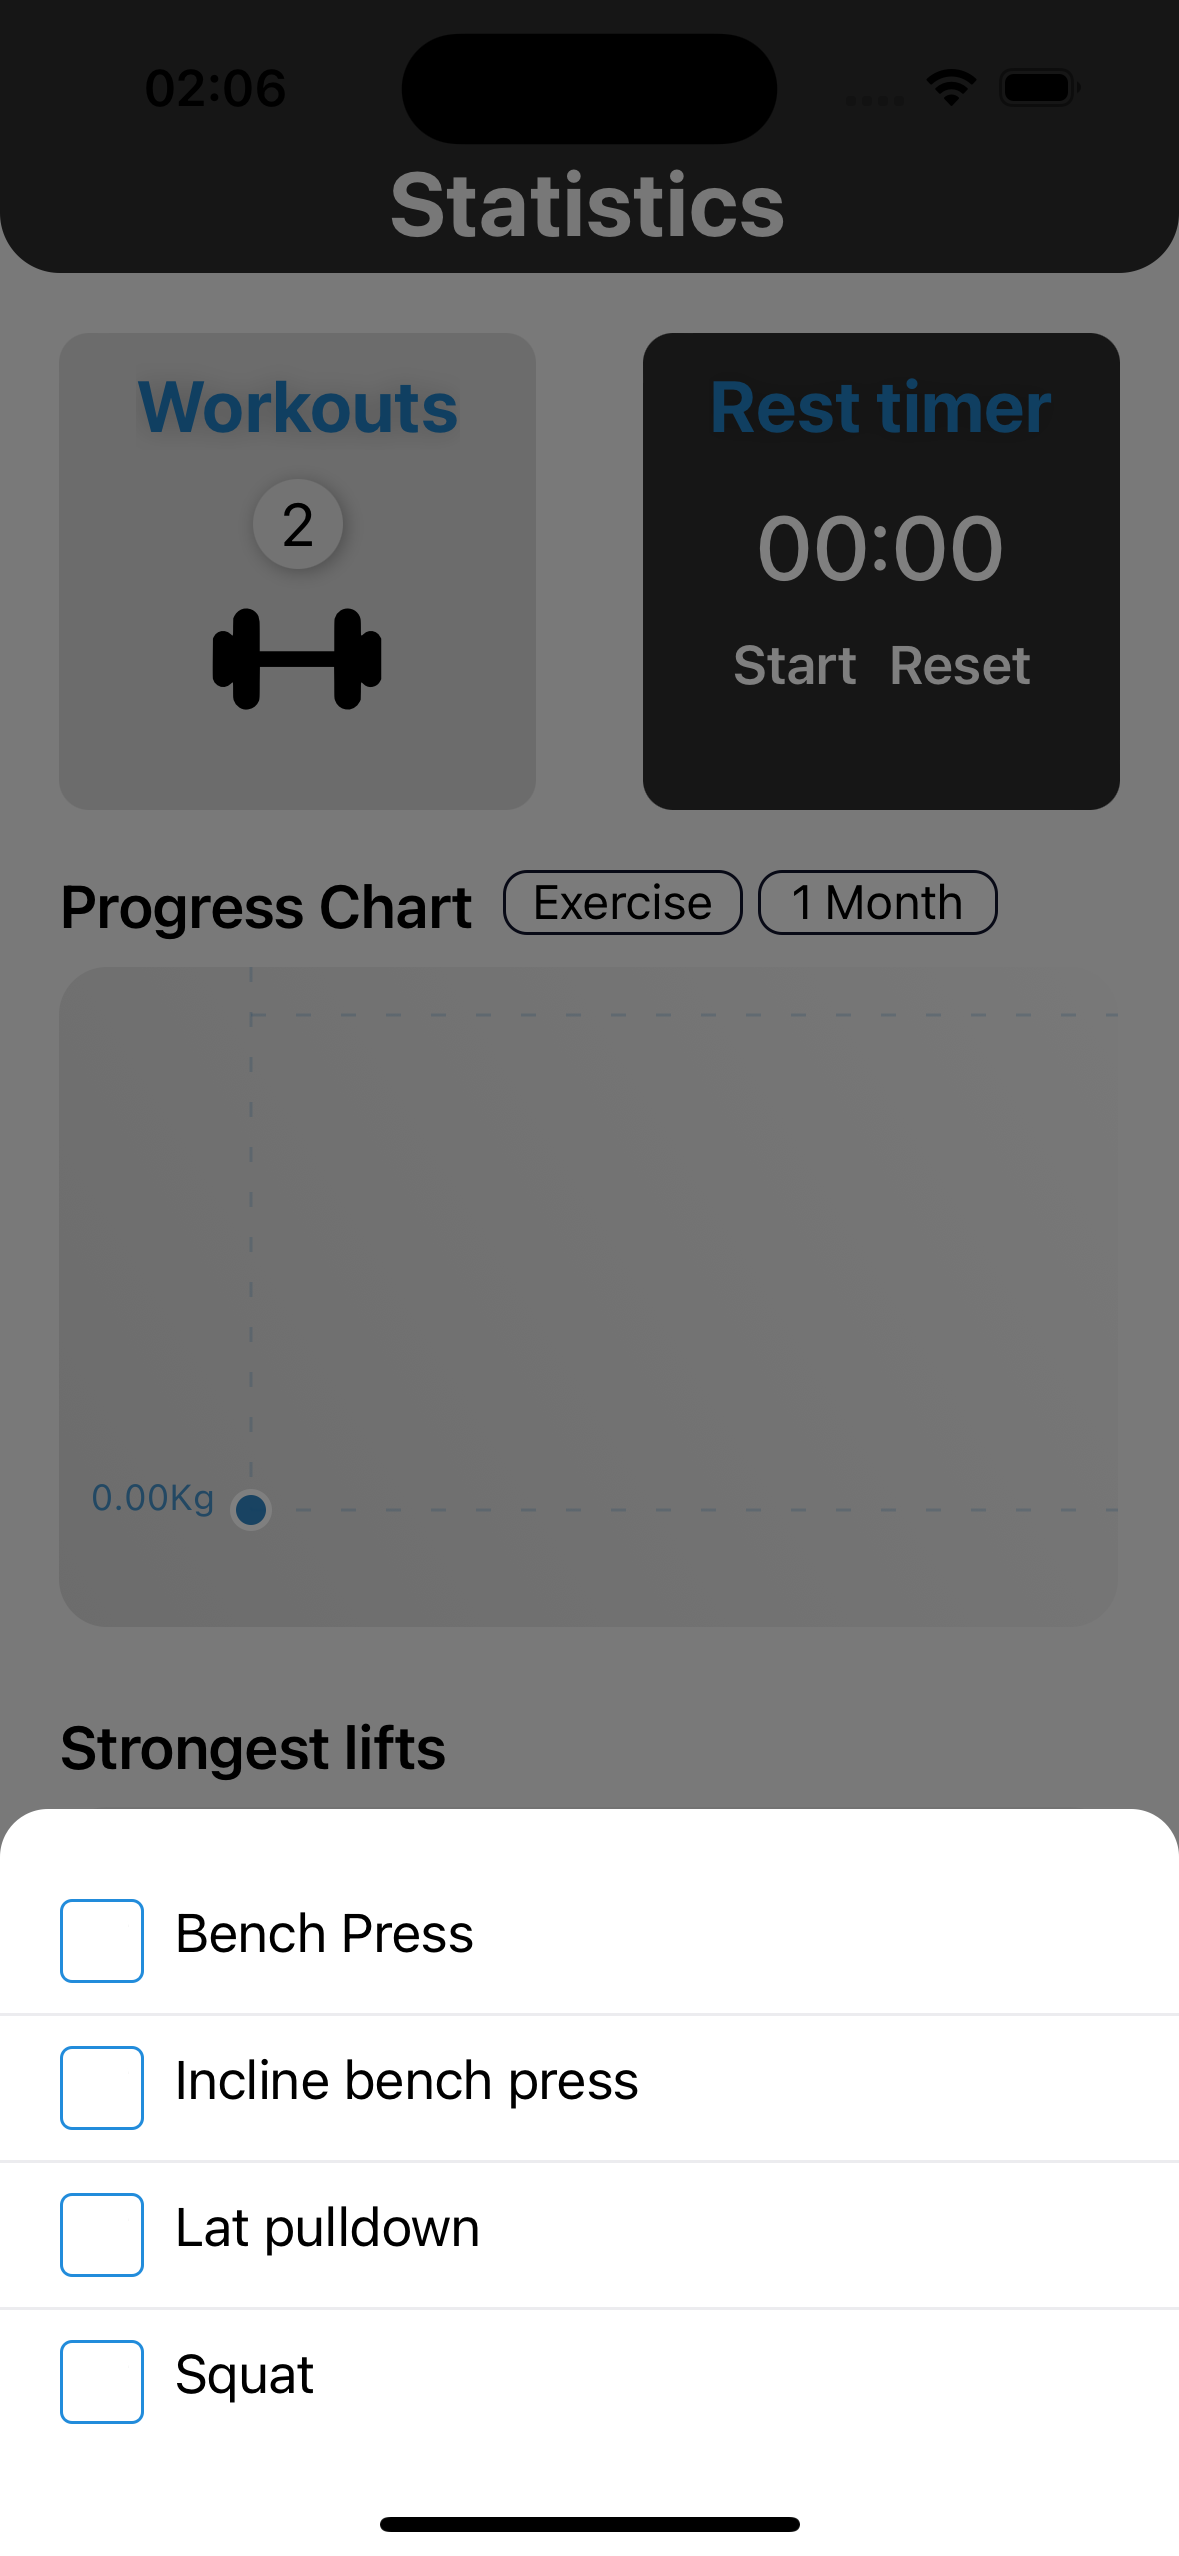 02:06
Statistics
Workouts
2
Rest timer
00:00
Start Reset
Progress Chart Exercise 1 Month
0.00Kg
Strongest lifts
Bench Press
Incline bench press
Lat pulldown
Squat